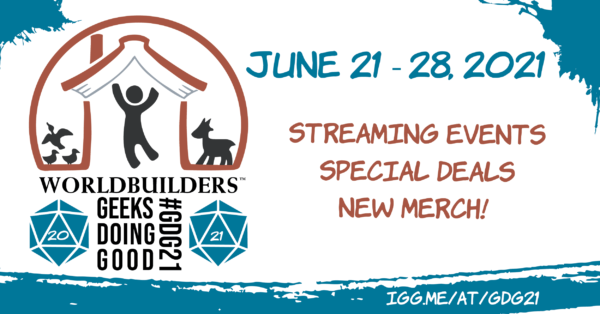 WORLDBUILDERS™
GEEKS
DOING
GOOD
#GDG21
20
21
JUNE 21 - 28, 2021
STREAMING EVENTS
SPECIAL DEALS
NEW MERCH!
IGG.ME/AT/GDG21